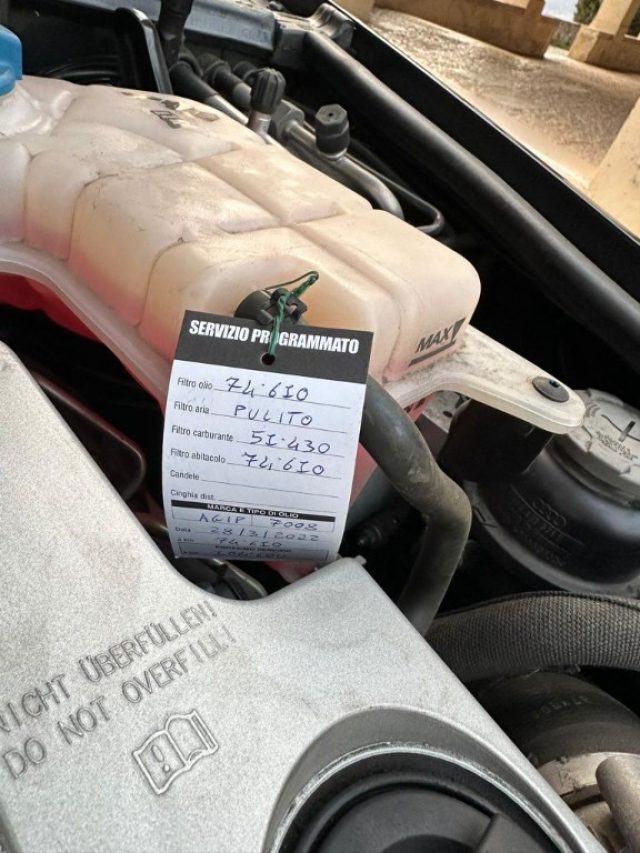 MAX
SERVIZIO PROGRAMMATO
Filtro olio 74.610
Filtro aria PULITO
Filtro carburante 51.430
Filtro abitacolo 74.610
Candele
Cinghia dist.
MARCA E TIPO DI OLIO
AGIP 7008
Data 28/3/2022
74.610
NICHT ÜBERFÜLLEN!
DO NOT OVERFILL!